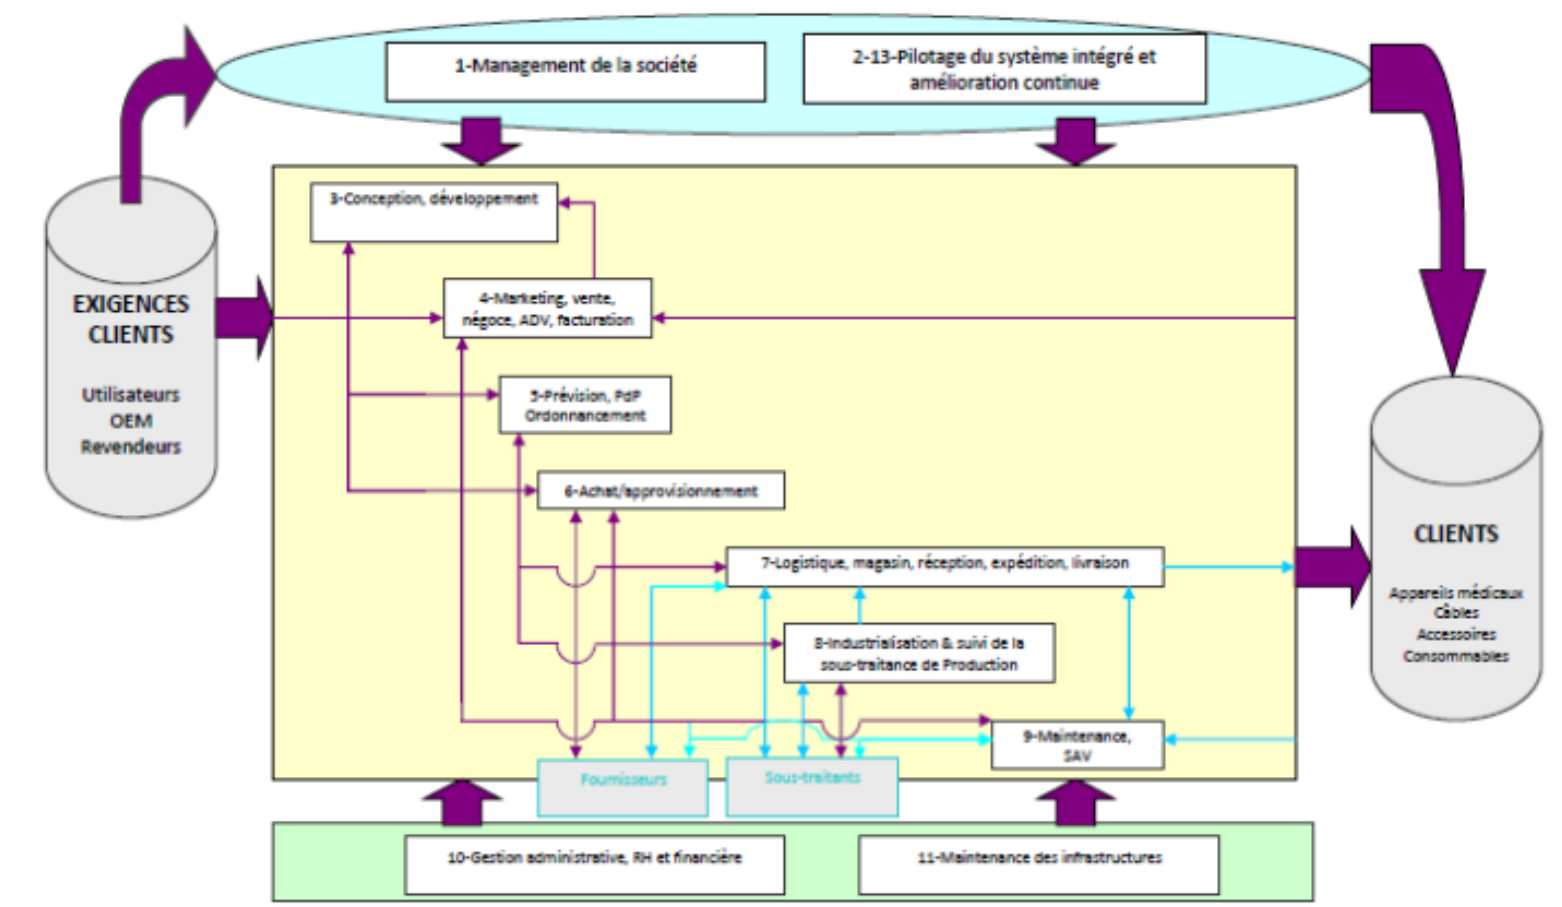 1-Management de la société
2-13-Pilotage du système intégré et
amélioration continue
3-Conception, développement
EXIGENCES
CLIENTS
Utilisateurs
OEM
Revendeurs
4-Marketing, vente,
négoce, ADV, facturation
5-Prévision, PdP
Ordonnancement
6-Achat/approvisionnement
7-Logistique, magasin, réception, expédition, livraison
8-Industrialisation & suivi de la
sous-traitance de Production
9-Maintenance,
SAV
Fournisseurs
Sous-traitants
CLIENTS
Appareils médicaux
Câbles
Accessoires
Consommables
10-Gestion administrative, RH et financière
11-Maintenance des infrastructures